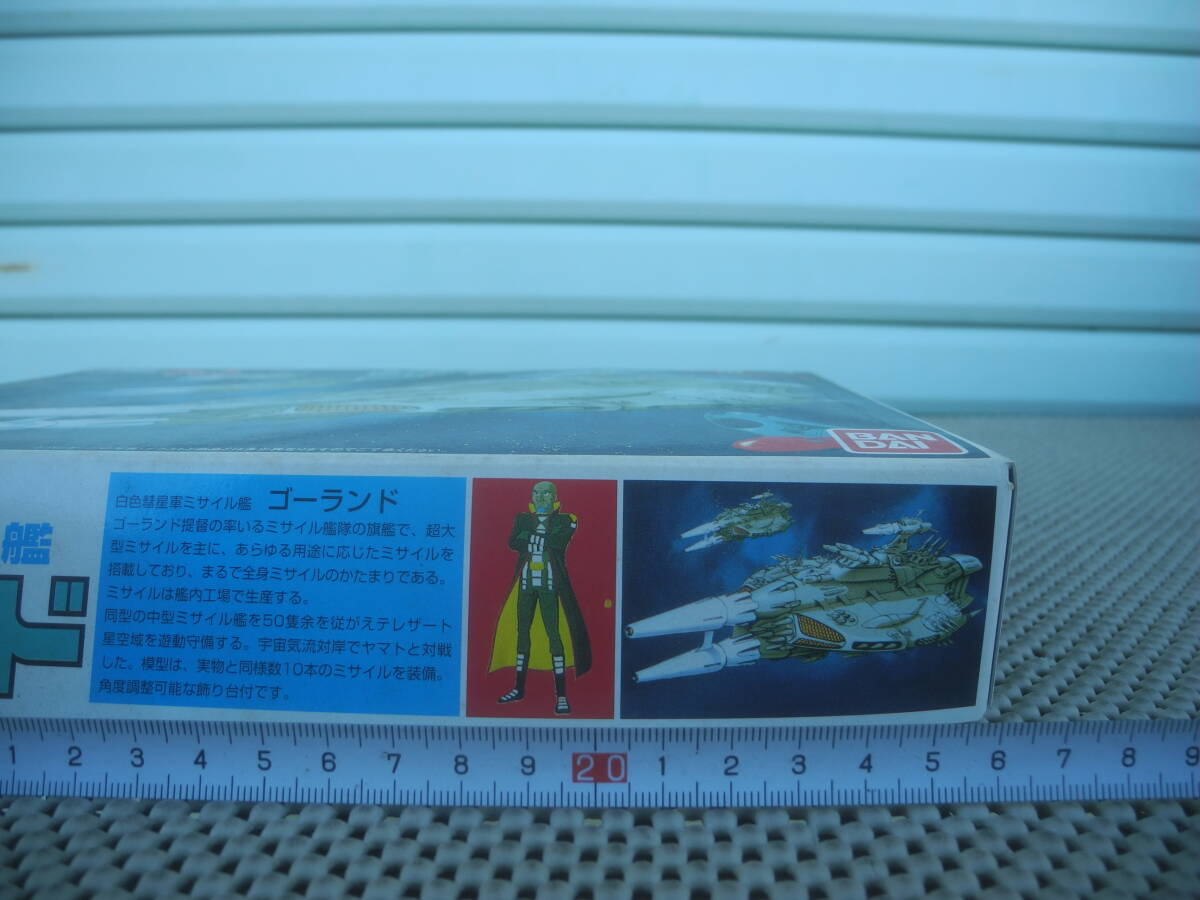 BAN
DAI
艦
ド
白色彗星軍ミサイル艦 ゴーランド
ゴーランド提督の率いるミサイル艦隊の旗艦で、超大
型ミサイルを主に、あらゆる用途に応じたミサイルを
搭載しており、まるで全身ミサイルのかたまりである。
ミサイルは艦内工場で生産する。
同型の中型ミサイル艦を50隻余を従がえテレザート
星空域を遊動守備する。宇宙気流対岸でヤマトと対戦
した。模型は、実物と同様数10本のミサイルを装備。
角度調整可能な飾り台付です。
1 2 3 4 5 6 7 8 9 20 1 2 3 4 5 6 7 8 9